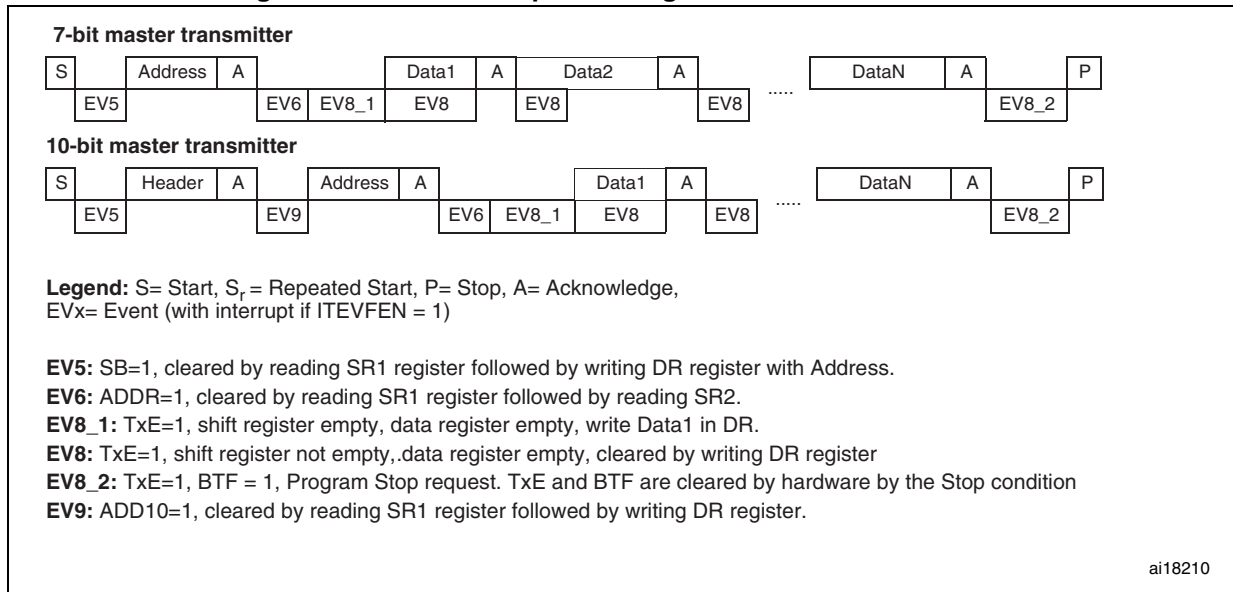 7-bit master transmitter
S Address A Data1 A Data2 A ..... DataN A P
EV5 EV6 EV8_1 EV8 EV8 EV8 EV8_2
10-bit master transmitter
S Header A Address A Data1 A ..... DataN A P
EV5 EV9 EV6 EV8_1 EV8 EV8 EV8_2
Legend: S= Start, Sr = Repeated Start, P= Stop, A= Acknowledge,
EVx= Event (with interrupt if ITEVFEN = 1)
EV5: SB=1, cleared by reading SR1 register followed by writing DR register with Address.
EV6: ADDR=1, cleared by reading SR1 register followed by reading SR2.
EV8_1: TxE=1, shift register empty, data register empty, write Data1 in DR.
EV8: TxE=1, shift register not empty,.data register empty, cleared by writing DR register
EV8_2: TxE=1, BTF = 1, Program Stop request. TxE and BTF are cleared by hardware by the Stop condition
EV9: ADD10=1, cleared by reading SR1 register followed by writing DR register.
ai18210